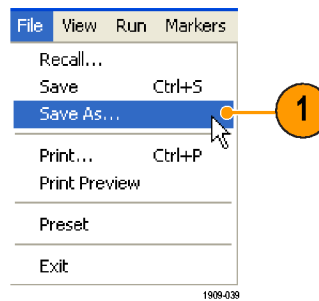 File View Run Markers
Recall...
Save Ctrl+S
Save As...
1
Print... Ctrl+P
Print Preview
Preset
Exit
1909-039